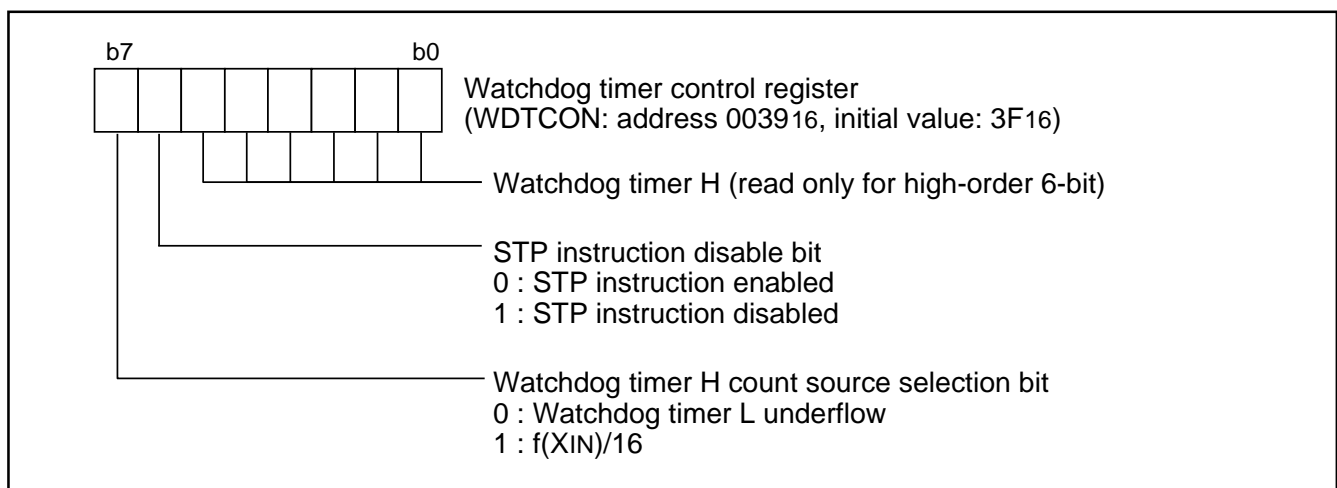 b7 b0
Watchdog timer control register
(WDTCON: address 003916, initial value: 3F16)
Watchdog timer H (read only for high-order 6-bit)
STP instruction disable bit
0 : STP instruction enabled
1 : STP instruction disabled
Watchdog timer H count source selection bit
0 : Watchdog timer L underflow
1 : f(XIN)/16